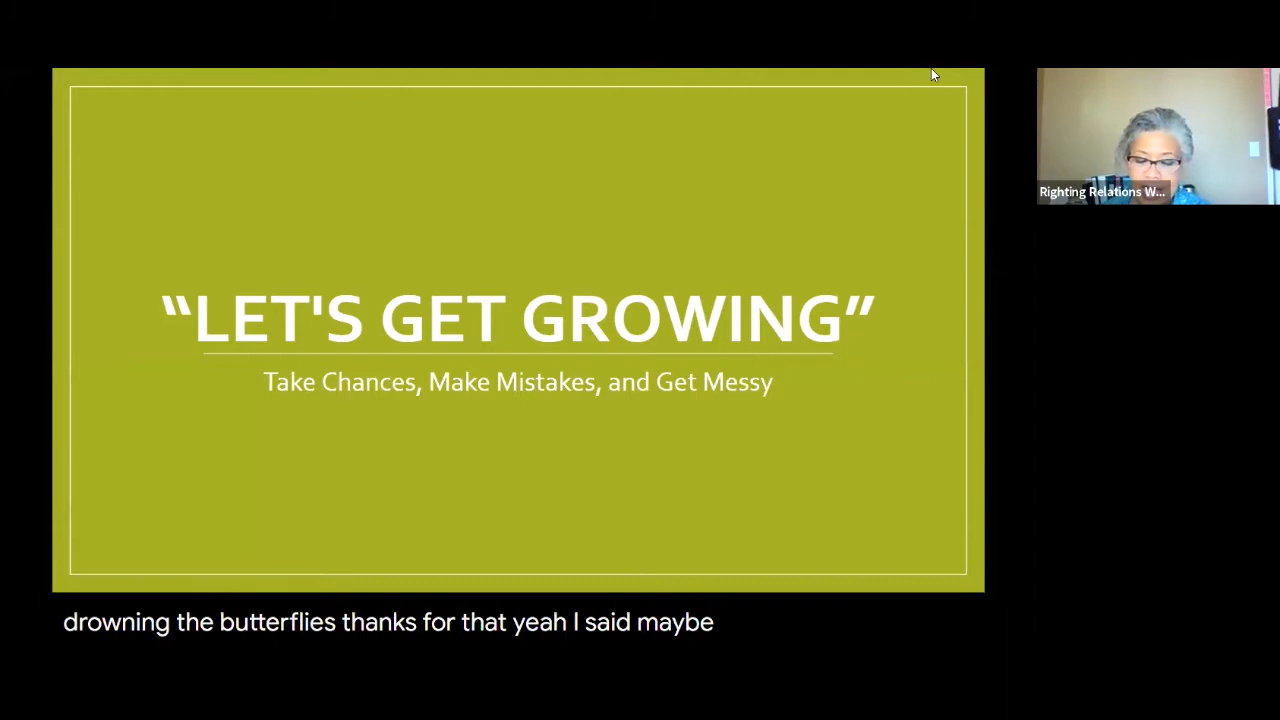 “LET'S GET GROWING”
Take Chances, Make Mistakes, and Get Messy
Righting Relations W...
drowning the butterflies thanks for that yeah I said maybe